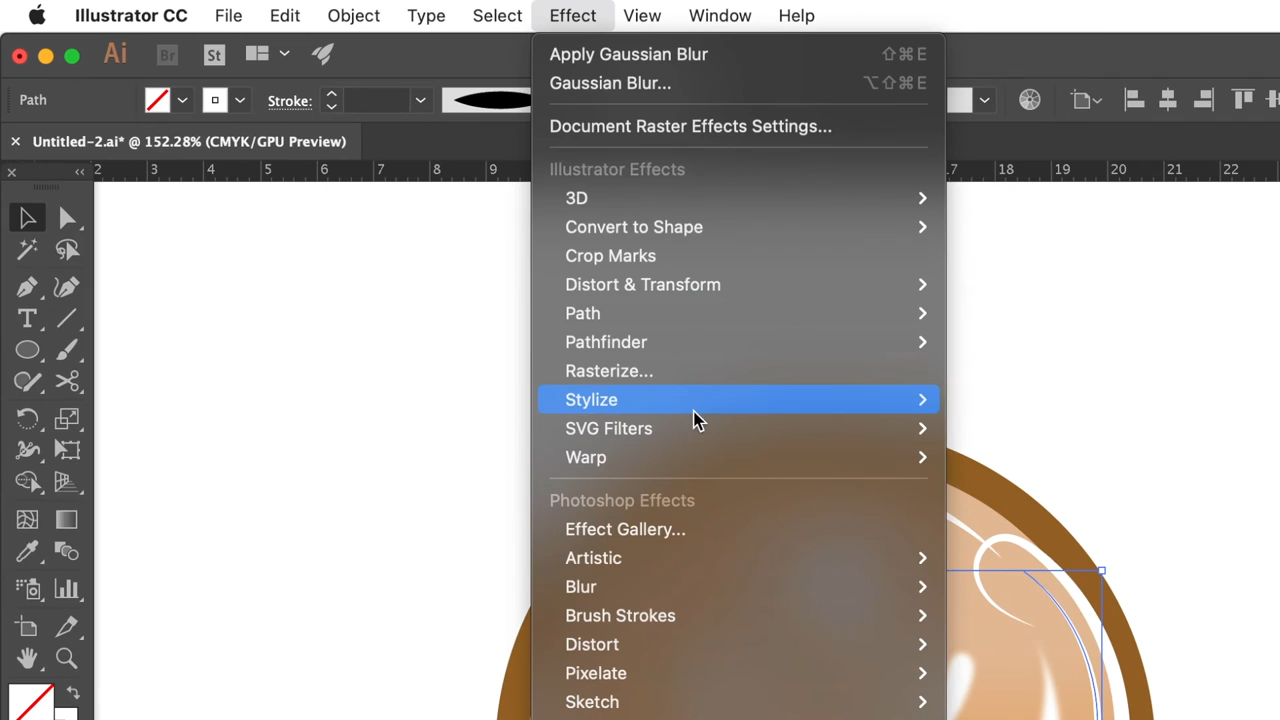 Illustrator CC File Edit Object Type Select Effect View Window Help
Ai Br St
Path Stroke:
× Untitled-2.ai* @ 152.28% (CMYK/GPU Preview)
2 3 4 5 6 7 8 9 17 18 19 20 21 22
Apply Gaussian Blur ⇧⌘E
Gaussian Blur... ⌥⇧⌘E
Document Raster Effects Settings...
Illustrator Effects
3D
Convert to Shape
Crop Marks
Distort & Transform
Path
Pathfinder
Rasterize...
Stylize
SVG Filters
Warp
Photoshop Effects
Effect Gallery...
Artistic
Blur
Brush Strokes
Distort
Pixelate
Sketch